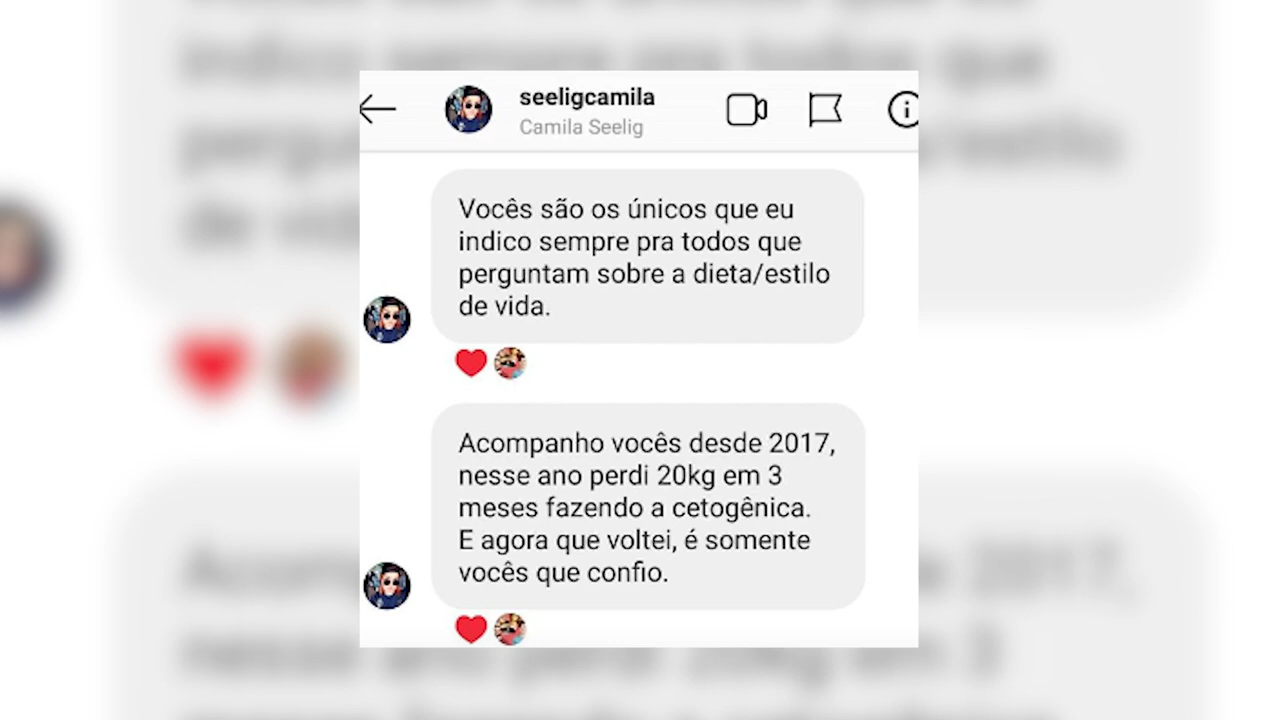 seeligcamila
Camila Seelig
Vocês são os únicos que eu
indico sempre pra todos que
perguntam sobre a dieta/estilo
de vida.
Acompanho vocês desde 2017,
nesse ano perdi 20kg em 3
meses fazendo a cetogênica.
E agora que voltei, é somente
vocês que confio.